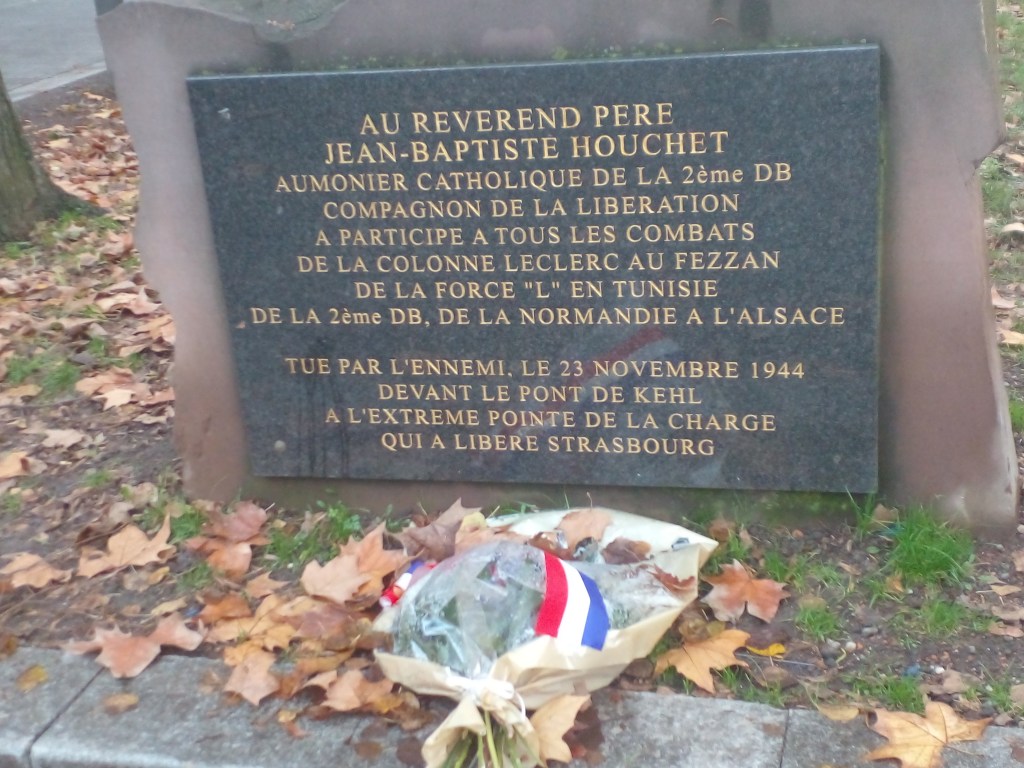 AU REVEREND PERE
JEAN-BAPTISTE HOUCHET
AUMONIER CATHOLIQUE DE LA 2ème DB
COMPAGNON DE LA LIBERATION
A PARTICIPE A TOUS LES COMBATS
DE LA COLONNE LECLERC AU FEZZAN
DE LA FORCE "L" EN TUNISIE
DE LA 2ème DB, DE LA NORMANDIE A L'ALSACE
TUE PAR L'ENNEMI, LE 23 NOVEMBRE 1944
DEVANT LE PONT DE KEHL
A L'EXTREME POINTE DE LA CHARGE
QUI A LIBERE STRASBOURG